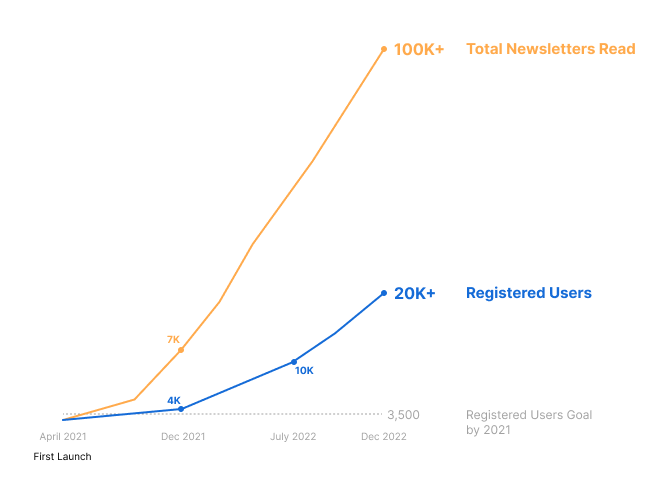 100K+ Total Newsletters Read
20K+ Registered Users
7K
10K
4K
3,500 Registered Users Goal
by 2021
April 2021 Dec 2021 July 2022 Dec 2022
First Launch